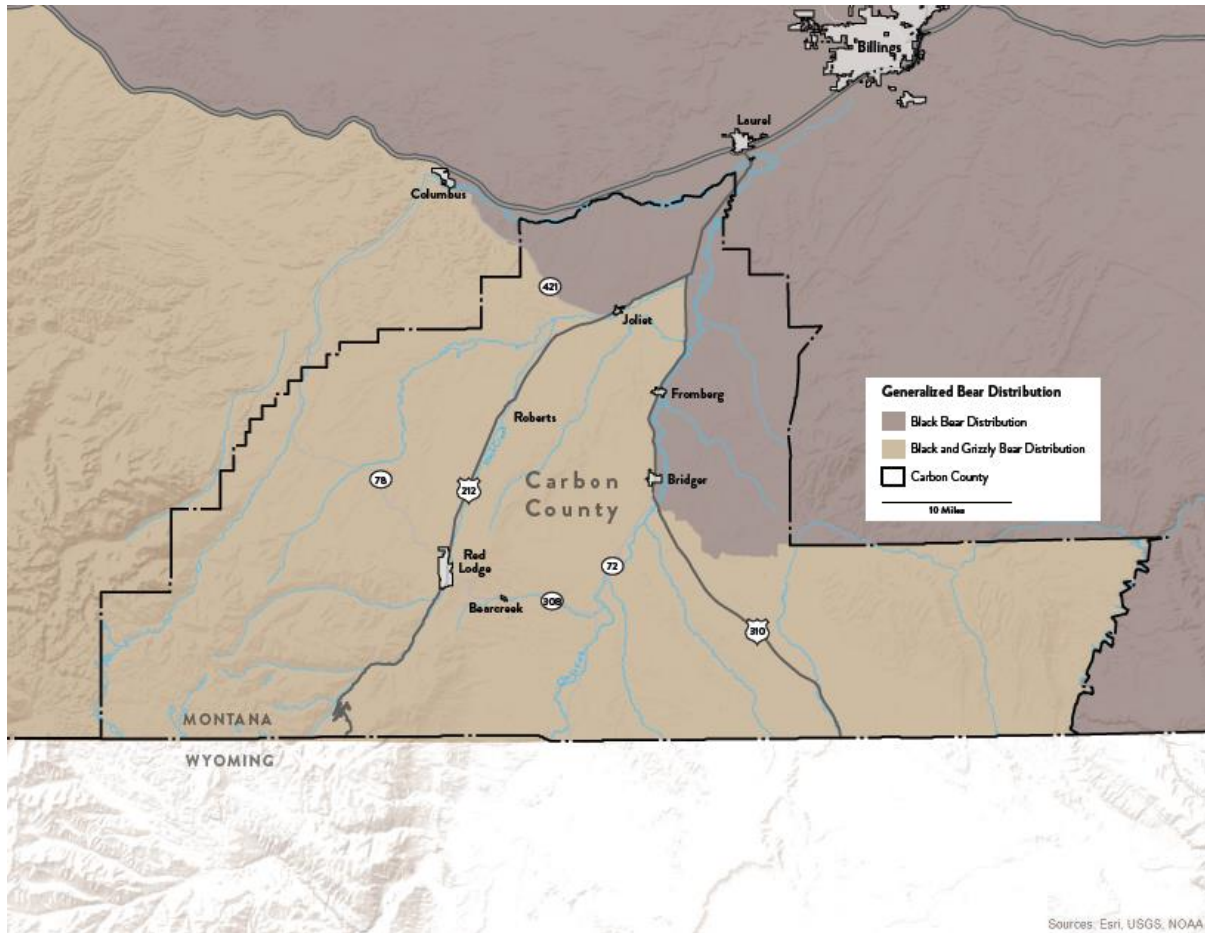 Billings
Laurel
Columbus
421
Joliet
Fromberg
Roberts
78
212
Carbon
County
Bridger
Red
Lodge
72
Bearcreek
308
310
MONTANA
WYOMING
Generalized Bear Distribution
Black Bear Distribution
Black and Grizzly Bear Distribution
Carbon County
10 Miles
Sources: Esri, USGS, NOAA